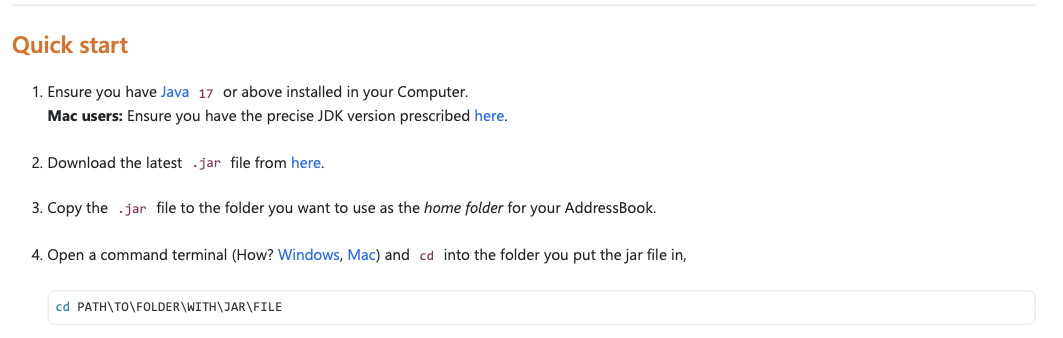 Quick start
1. Ensure you have Java 17 or above installed in your Computer.
Mac users: Ensure you have the precise JDK version prescribed here.
2. Download the latest .jar file from here.
3. Copy the .jar file to the folder you want to use as the home folder for your AddressBook.
4. Open a command terminal (How? Windows, Mac) and cd into the folder you put the jar file in,
cd PATH\TO\FOLDER\WITH\JAR\FILE